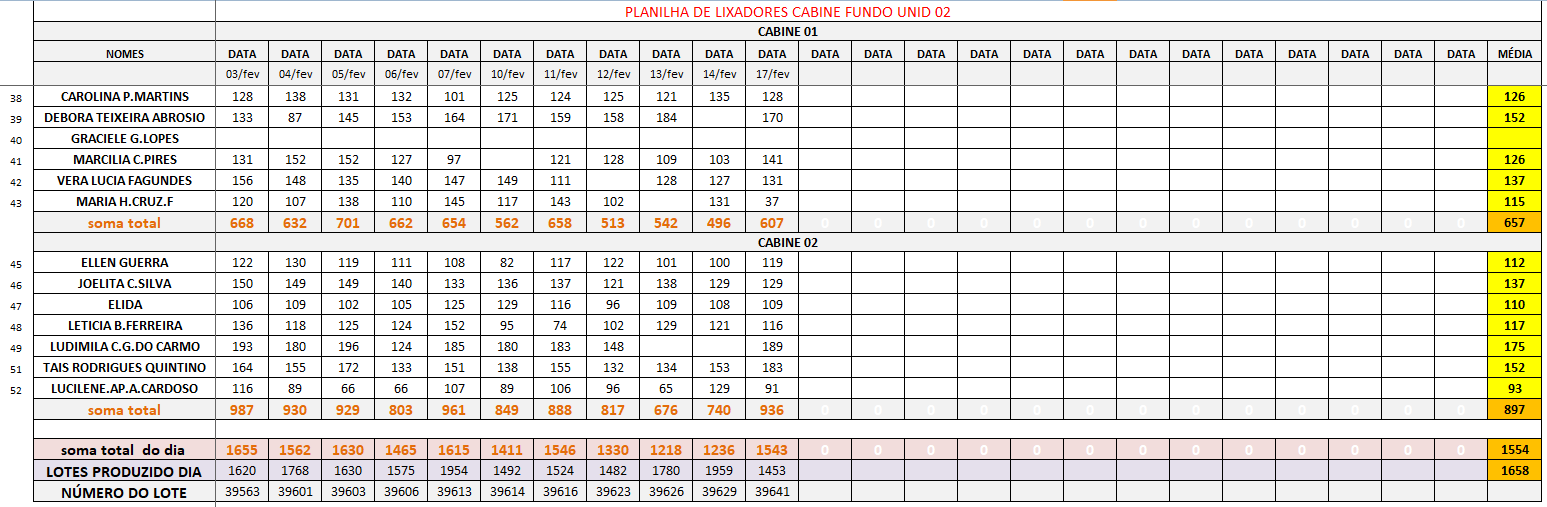 PLANILHA DE LIXADORES CABINE FUNDO UNID 02
CABINE 01
NOMES DATA DATA DATA DATA DATA DATA DATA DATA DATA DATA DATA DATA DATA DATA DATA DATA DATA DATA DATA DATA DATA DATA DATA DATA MÉDIA
03/fev 04/fev 05/fev 06/fev 07/fev 10/fev 11/fev 12/fev 13/fev 14/fev 17/fev
38 CAROLINA P.MARTINS 128 138 131 132 101 125 124 125 121 135 128 126
39 DEBORA TEIXEIRA ABROSIO 133 87 145 153 164 171 159 158 184 170 152
40 GRACIELE G.LOPES
41 MARCILIA C.PIRES 131 152 152 127 97 121 128 109 103 141 126
42 VERA LUCIA FAGUNDES 156 148 135 140 147 149 111 128 127 131 137
43 MARIA H.CRUZ.F 120 107 138 110 145 117 143 102 131 37 115
soma total 668 632 701 662 654 562 658 513 542 496 607 0 0 0 0 0 0 0 0 0 0 0 0 0 657
CABINE 02
45 ELLEN GUERRA 122 130 119 111 108 82 117 122 101 100 119 112
46 JOELITA C.SILVA 150 149 149 140 133 136 137 121 138 129 129 137
47 ELIDA 106 109 102 105 125 129 116 96 109 108 109 110
48 LETICIA B.FERREIRA 136 118 125 124 152 95 74 102 129 121 116 117
49 LUDIMILA C.G.DO CARMO 193 180 196 124 185 180 183 148 189 175
51 TAIS RODRIGUES QUINTINO 164 155 172 133 151 138 155 132 134 153 183 152
52 LUCILENE.AP.A.CARDOSO 116 89 66 66 107 89 106 96 65 129 91 93
soma total 987 930 929 803 961 849 888 817 676 740 936 0 0 0 0 0 0 0 0 0 0 0 0 0 897
soma total do dia 1655 1562 1630 1465 1615 1411 1546 1330 1218 1236 1543 0 0 0 0 0 0 0 0 0 0 0 0 0 1554
LOTES PRODUZIDO DIA 1620 1768 1630 1575 1954 1492 1524 1482 1780 1959 1453 1658
NÚMERO DO LOTE 39563 39601 39603 39606 39613 39614 39616 39623 39626 39629 39641